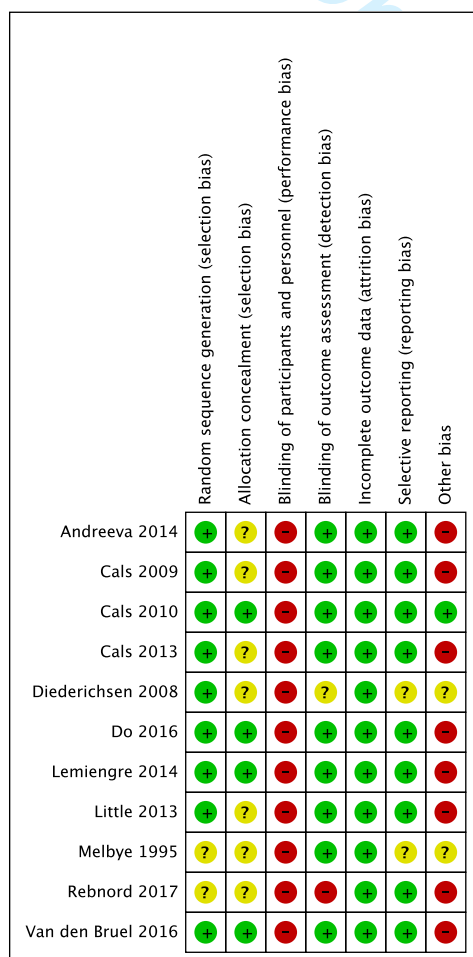 Random sequence generation (selection bias)
Allocation concealment (selection bias)
Blinding of participants and personnel (performance bias)
Blinding of outcome assessment (detection bias)
Incomplete outcome data (attrition bias)
Selective reporting (reporting bias)
Other bias
Andreeva 2014 + ? - + + + -
Cals 2009 + ? - + + + -
Cals 2010 + + - + + + +
Cals 2013 + ? - + + + -
Diederichsen 2008 + ? - ? + ? ?
Do 2016 + + - + + + -
Lemiengre 2014 + + - + + + -
Little 2013 + ? - + + + -
Melbye 1995 ? ? - + + ? ?
Rebnord 2017 ? ? - - + + -
Van den Bruel 2016 + + - + + + -